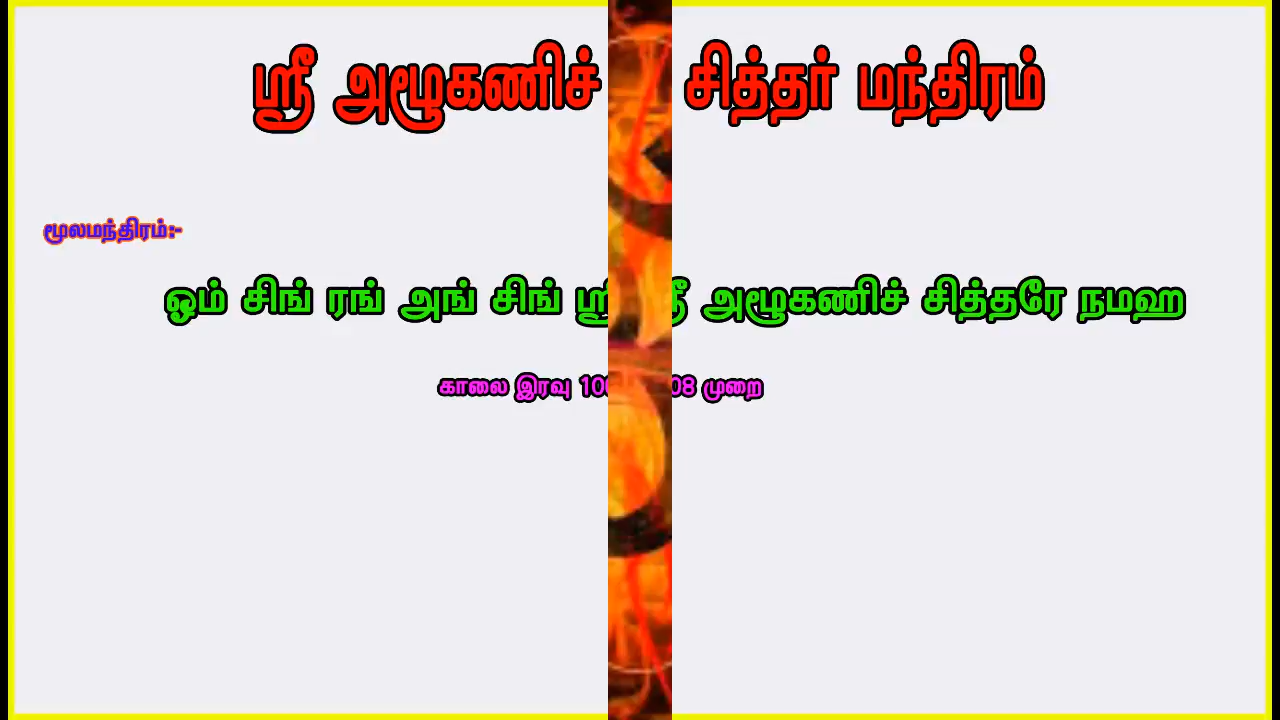 ஸ்ரீ அழூகணிச் சித்தர் மந்திரம்
மூலமந்திரம்:-
ஓம் சிங் ரங் அங் சிங் ஸ்ரீ ஸ்ரீ அழூகணிச் சித்தரே நமஹ
காலை இரவு முறை